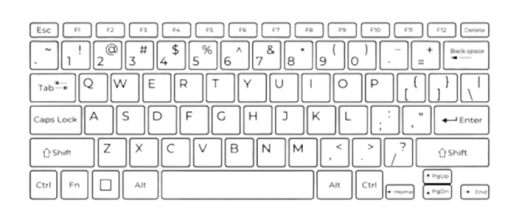 Esc F1 F2 F3 F4 F5 F6 F7 F8 F9 F10 F11 F12 Delete
~ ! @ # $ % ^ & * ( ) - + Back space
. 1 2 3 4 5 6 7 8 9 0 - =
Tab Q W E R T Y U I O P { } |
[ ] \
Caps Lock A S D F G H J K L : " Enter
; ,
Shift Z X C V B N M < > ? Shift
, . /
Ctrl Fn Alt Alt Ctrl Home PgUp PgDn End